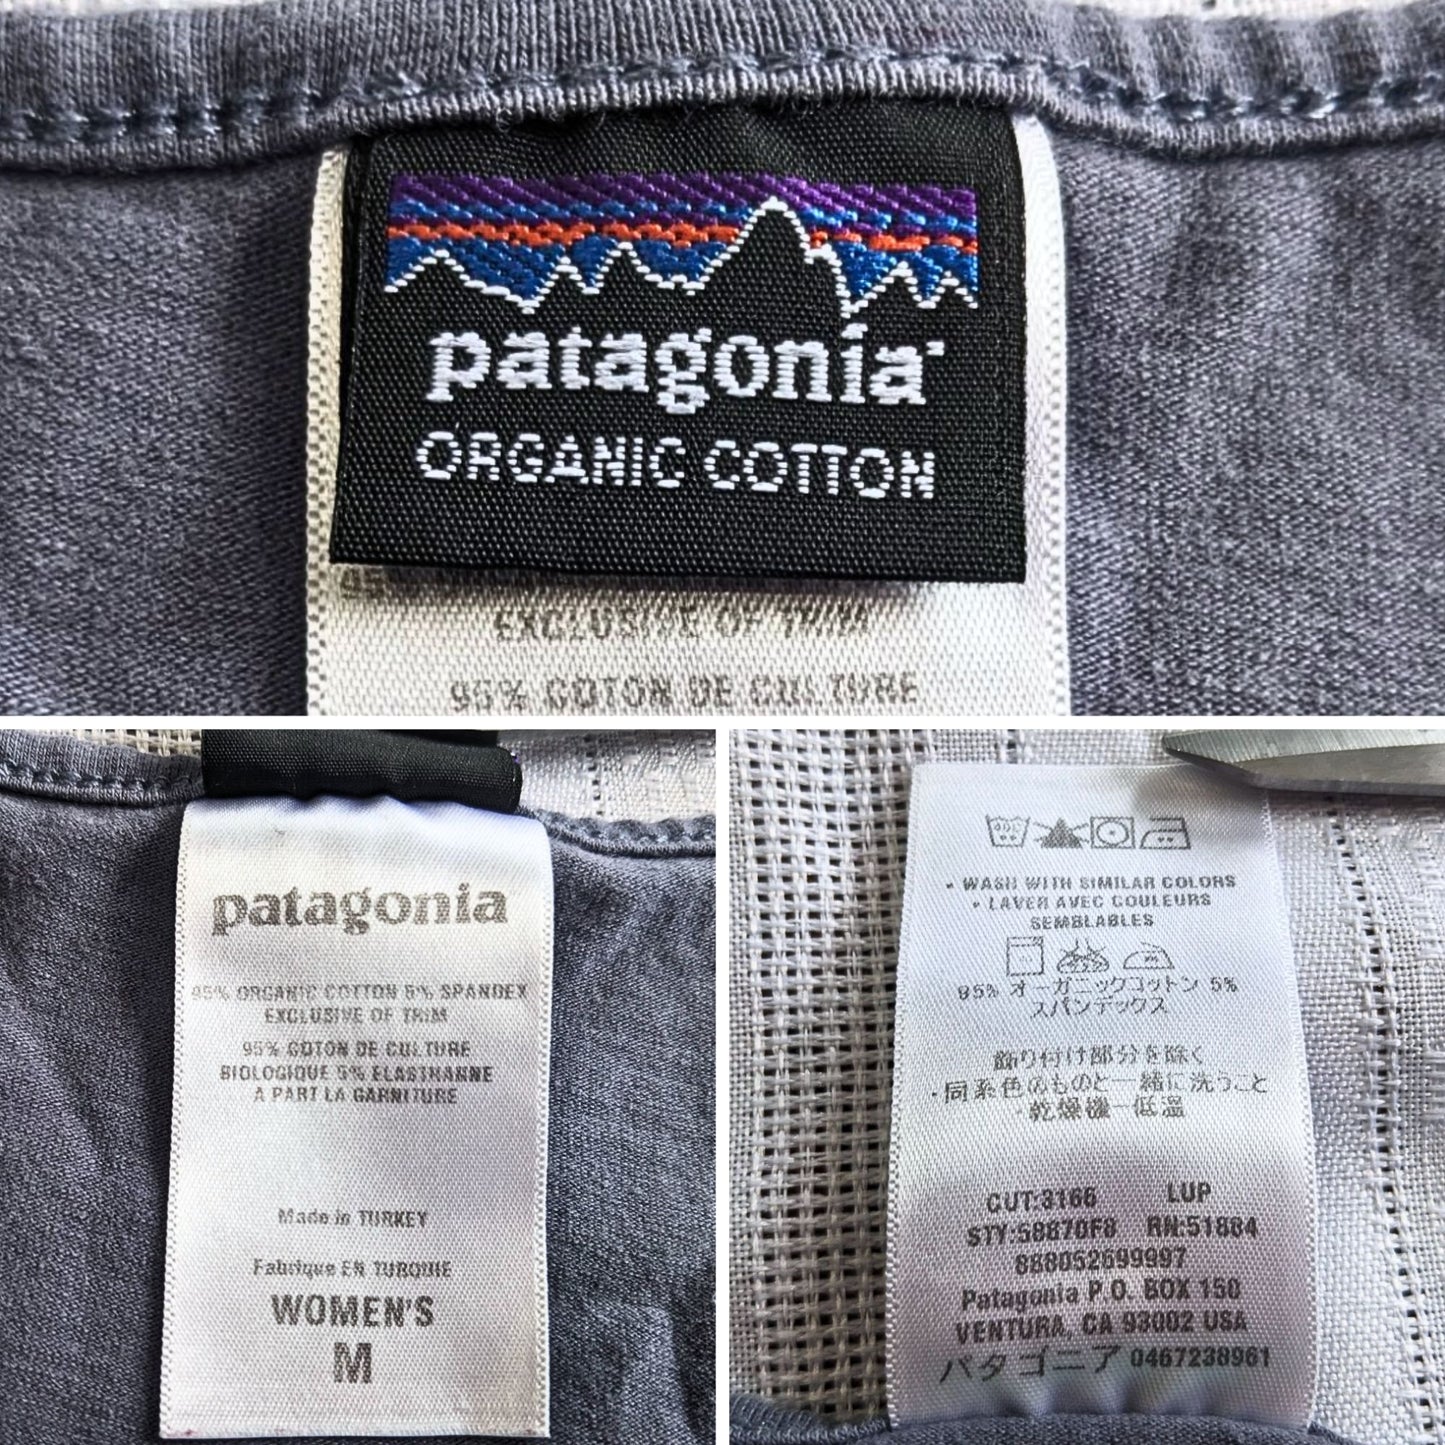 patagonia
ORGANIC COTTON
EXCLUSIVE OF TRIM
95% COTON DE CULTURE
patagonia
95% ORGANIC COTTON 5% SPANDEX
EXCLUSIVE OF TRIM
95% COTON DE CULTURE
BIOLOGIQUE 5% ELASTHANNE
A PART LA GARNITURE
Made in TURKEY
Fabrique EN TURQUIE
WOMEN'S
M
40C
• WASH WITH SIMILAR COLORS
• LAVER AVEC COULEURS
SEMBLABLES
95% オーガニックコットン 5%
スパンデックス
飾り付け部分を除く
・同系色のものと一緒に洗うこと
・乾燥機ー低温
CUT:3166 LUP
STY:58870F8 RN:51884
888052699997
Patagonia P.O. BOX 150
VENTURA, CA 93002 USA
パタゴニア 0467238961